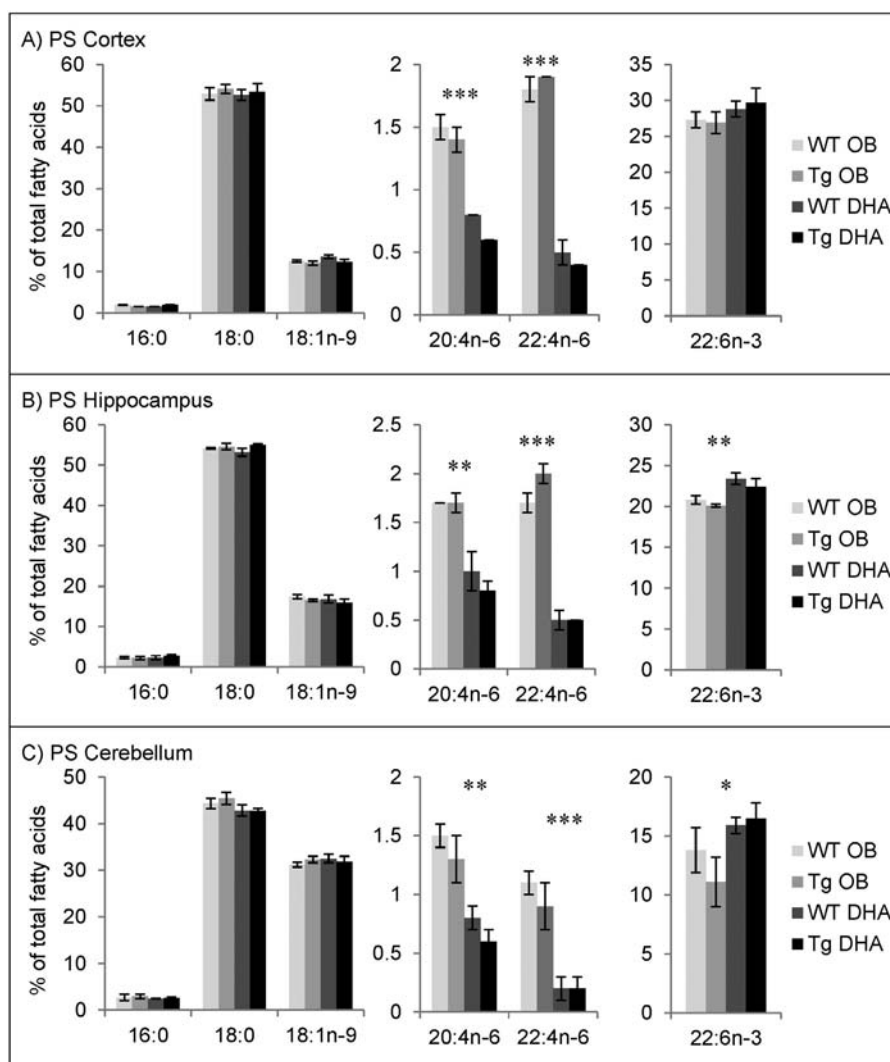 A) PS Cortex
% of total fatty acids
60
50
40
30
20
10
0
16:0 18:0 18:1n-9
2
1.5
1
0.5
0
*** ***
20:4n-6 22:4n-6
35
30
25
20
15
10
5
0
22:6n-3
WT OB
Tg OB
WT DHA
Tg DHA
B) PS Hippocampus
% of total fatty acids
60
50
40
30
20
10
0
16:0 18:0 18:1n-9
2.5
2
1.5
1
0.5
0
** ***
20:4n-6 22:4n-6
30
25
20
15
10
5
0
**
22:6n-3
WT OB
Tg OB
WT DHA
Tg DHA
C) PS Cerebellum
% of total fatty acids
50
40
30
20
10
0
16:0 18:0 18:1n-9
2
1.5
1
0.5
0
** ***
20:4n-6 22:4n-6
20
15
10
5
0
*
22:6n-3
WT OB
Tg OB
WT DHA
Tg DHA